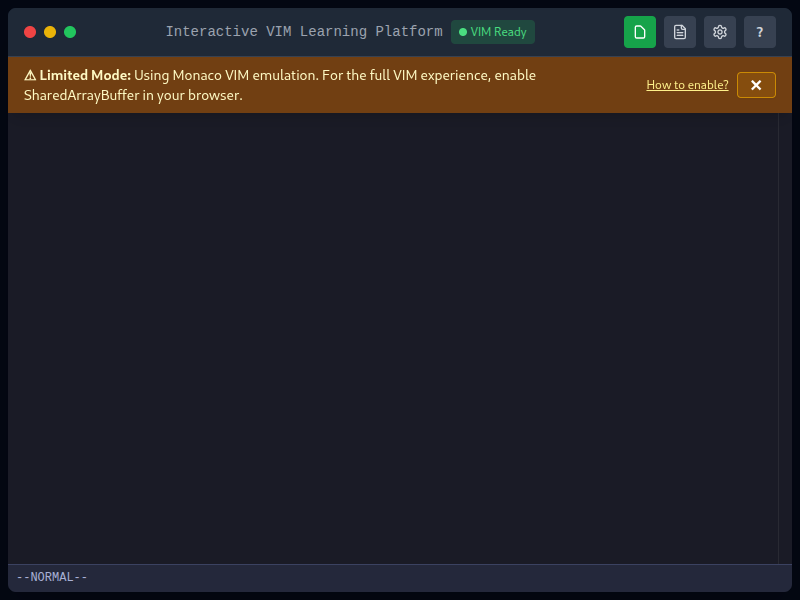 Interactive VIM Learning Platform
VIM Ready
?
⚠ Limited Mode: Using Monaco VIM emulation. For the full VIM experience, enable
SharedArrayBuffer in your browser.
How to enable?
✕
--NORMAL--